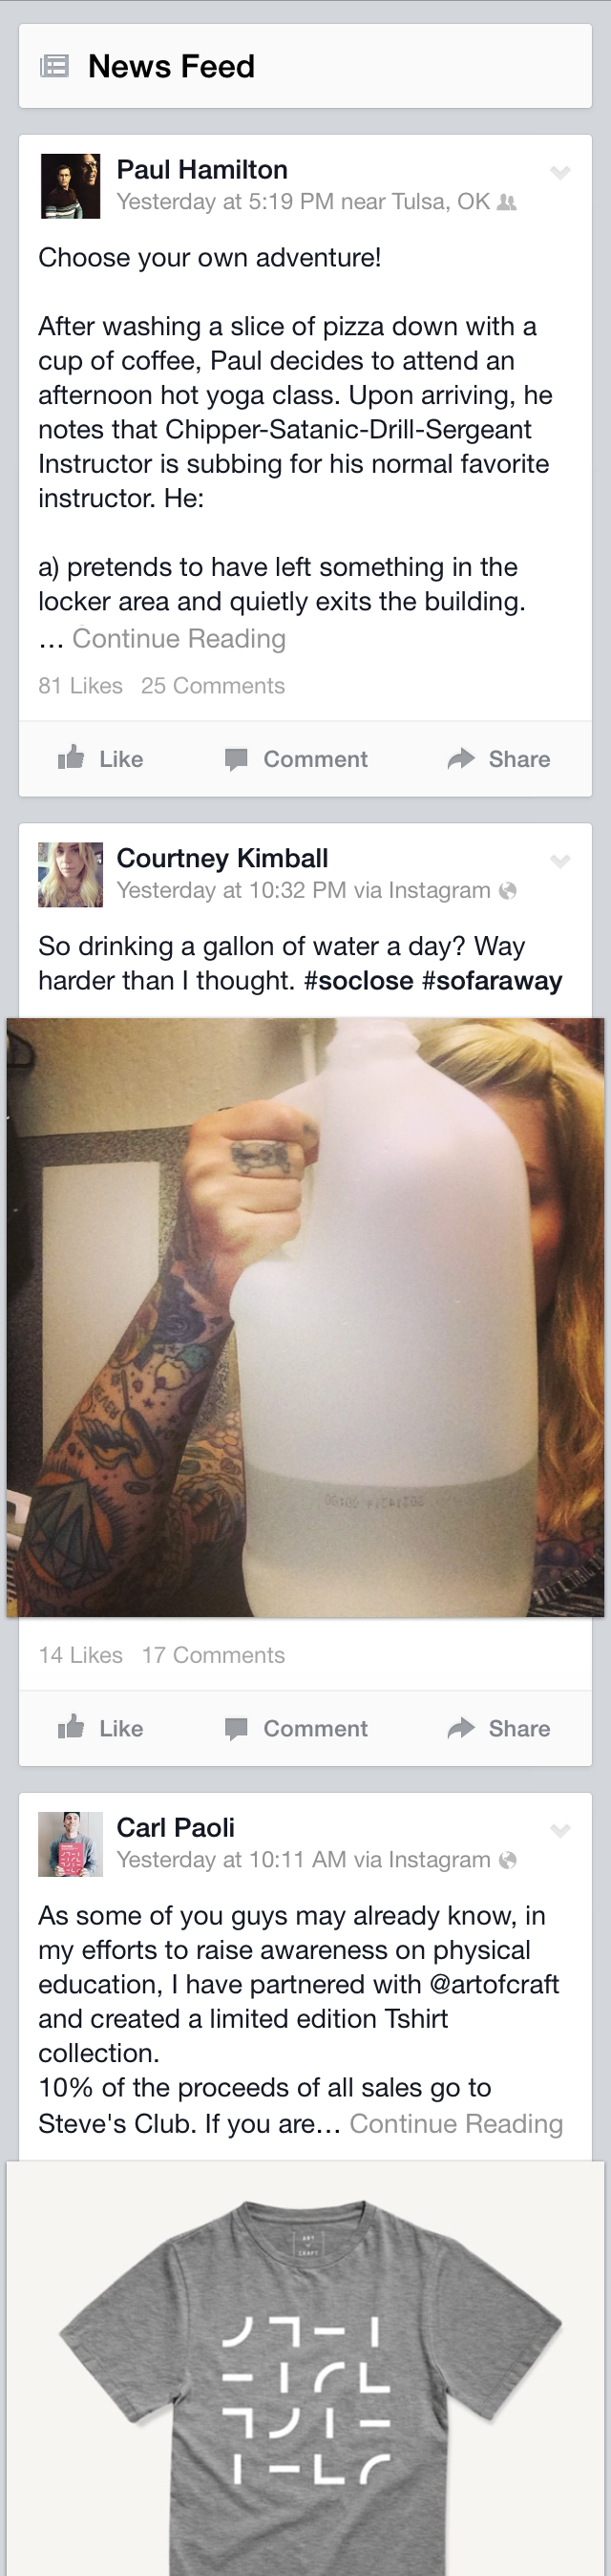 News Feed
Paul Hamilton
Yesterday at 5:19 PM near Tulsa, OK
Choose your own adventure!
After washing a slice of pizza down with a
cup of coffee, Paul decides to attend an
afternoon hot yoga class. Upon arriving, he
notes that Chipper-Satanic-Drill-Sergeant
Instructor is subbing for his normal favorite
instructor. He:
a) pretends to have left something in the
locker area and quietly exits the building.
... Continue Reading
81 Likes 25 Comments
Like Comment Share
Courtney Kimball
Yesterday at 10:32 PM via Instagram
So drinking a gallon of water a day? Way
harder than I thought. #soclose #sofaraway
14 Likes 17 Comments
Like Comment Share
Carl Paoli
Yesterday at 10:11 AM via Instagram
As some of you guys may already know, in
my efforts to raise awareness on physical
education, I have partnered with @artofcraft
and created a limited edition Tshirt
collection.
10% of the proceeds of all sales go to
Steve's Club. If you are... Continue Reading
ART
CRAFT